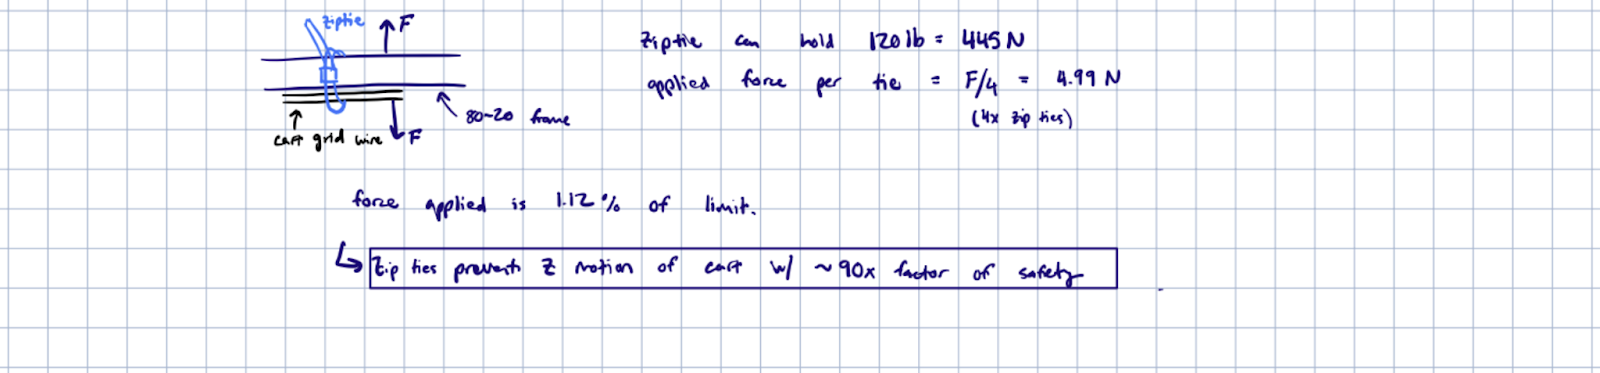 Ziptie
F
Ziptie can hold 120 lb = 445 N
applied force per tie = F/4 = 4.99 N
(4x zip ties)
80-20 frame
cart grid wire
F
force applied is 1.12% of limit.
Zip ties prevent Z motion of cart w/ ~90x factor of safety